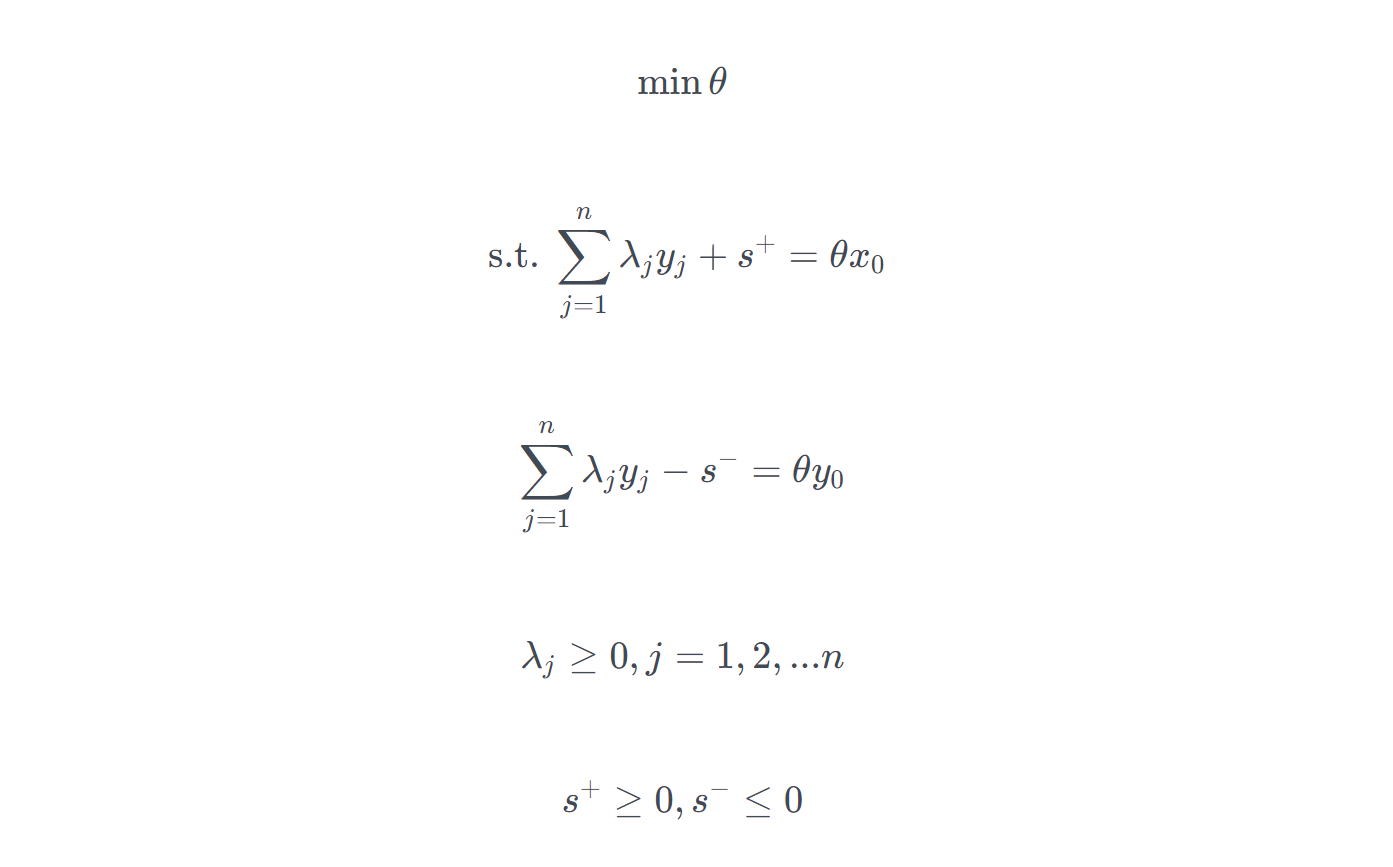 min θ
s.t. ∑_{j=1}^{n} λ_j y_j + s^+ = θx_0
∑_{j=1}^{n} λ_j y_j − s^− = θy_0
λ_j ≥ 0, j = 1, 2, ...n
s^+ ≥ 0, s^− ≤ 0